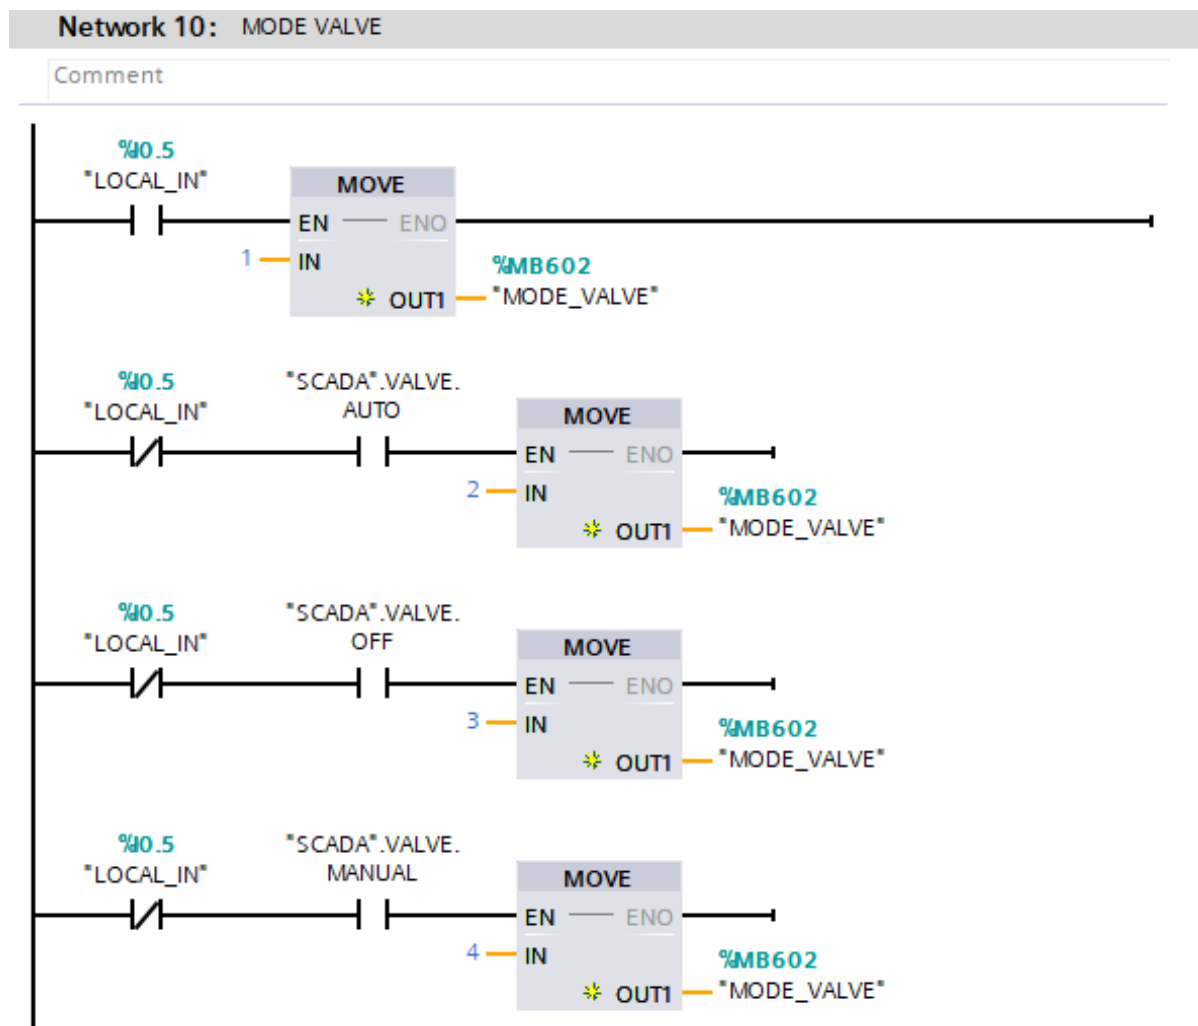 Network 10: MODE VALVE
Comment
%I0.5
"LOCAL_IN"
MOVE
EN ENO
1 IN
%MB602
OUT1 "MODE_VALVE"
%I0.5 "SCADA".VALVE.
"LOCAL_IN" AUTO
MOVE
EN ENO
2 IN
%MB602
OUT1 "MODE_VALVE"
%I0.5 "SCADA".VALVE.
"LOCAL_IN" OFF
MOVE
EN ENO
3 IN
%MB602
OUT1 "MODE_VALVE"
%I0.5 "SCADA".VALVE.
"LOCAL_IN" MANUAL
MOVE
EN ENO
4 IN
%MB602
OUT1 "MODE_VALVE"